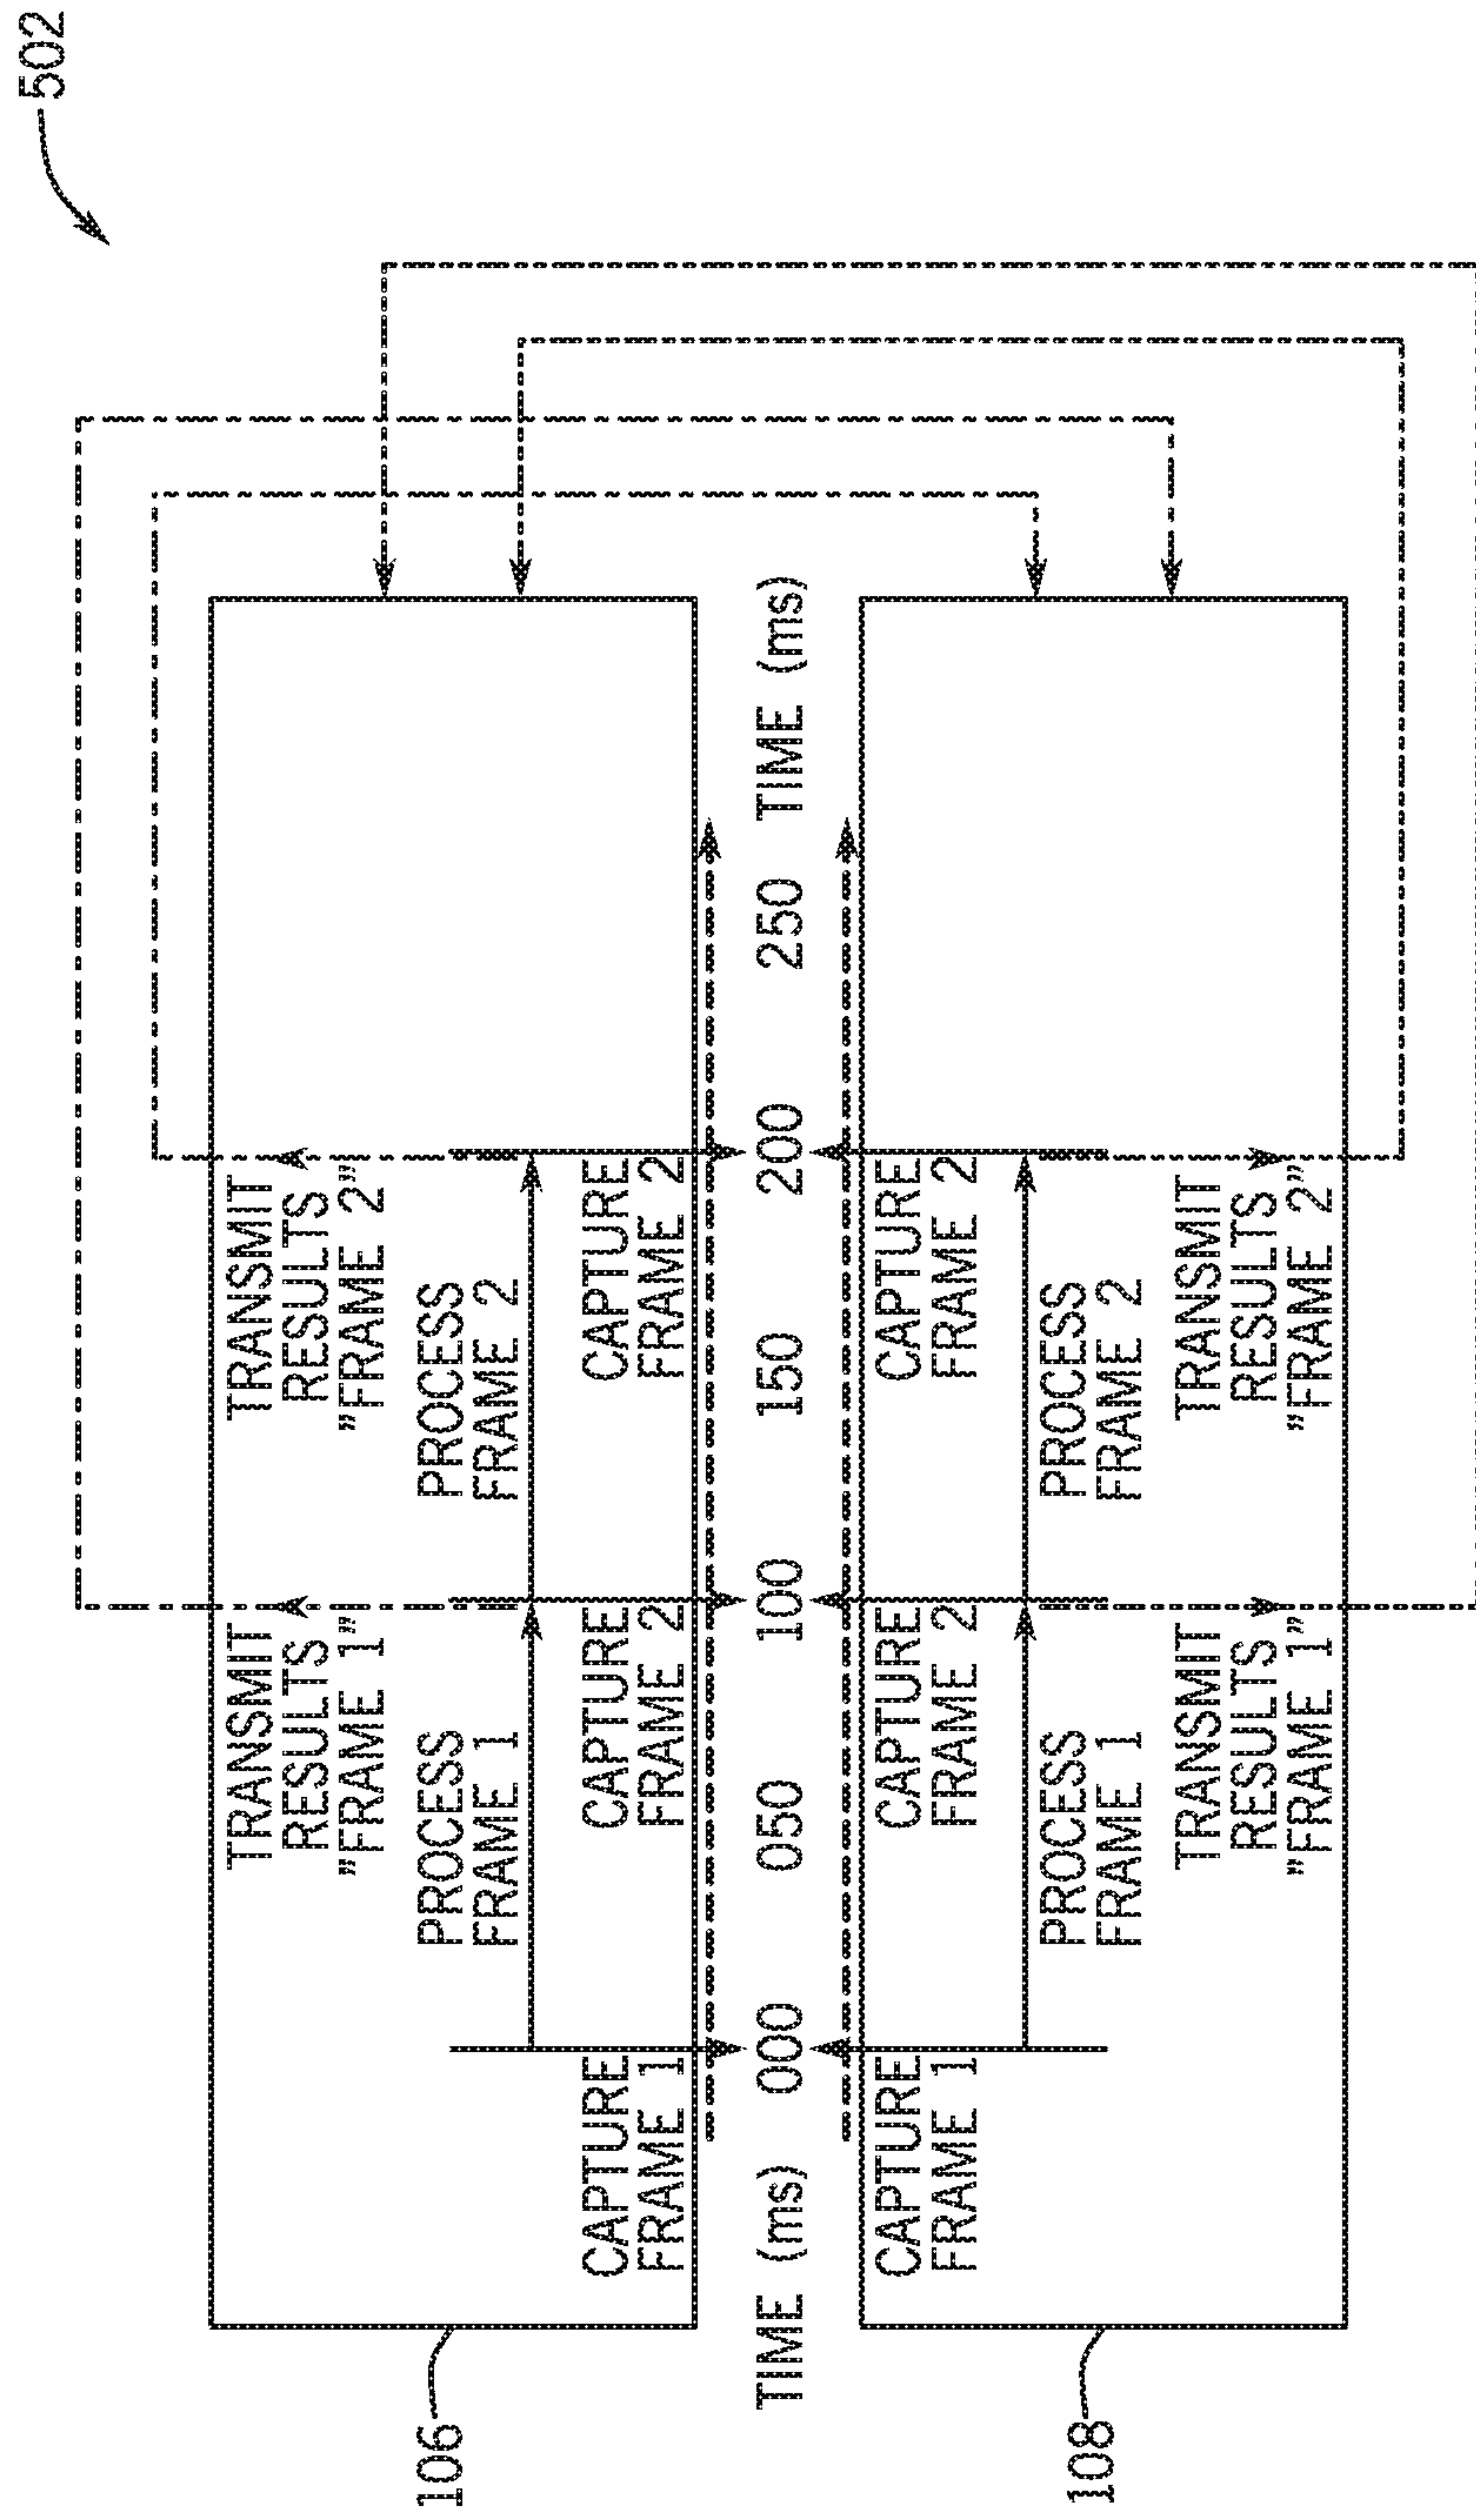 502
TRANSMIT
RESULTS
"FRAME 1"
TRANSMIT
RESULTS
"FRAME 2"
PROCESS
FRAME 1
PROCESS
FRAME 2
CAPTURE
FRAME 1
CAPTURE
FRAME 2
CAPTURE
FRAME 2
106
TIME (ms) 000 050 100 150 200 250 TIME (ms)
CAPTURE
FRAME 1
CAPTURE
FRAME 2
CAPTURE
FRAME 2
PROCESS
FRAME 1
PROCESS
FRAME 2
108
TRANSMIT
RESULTS
"FRAME 1"
TRANSMIT
RESULTS
"FRAME 2"